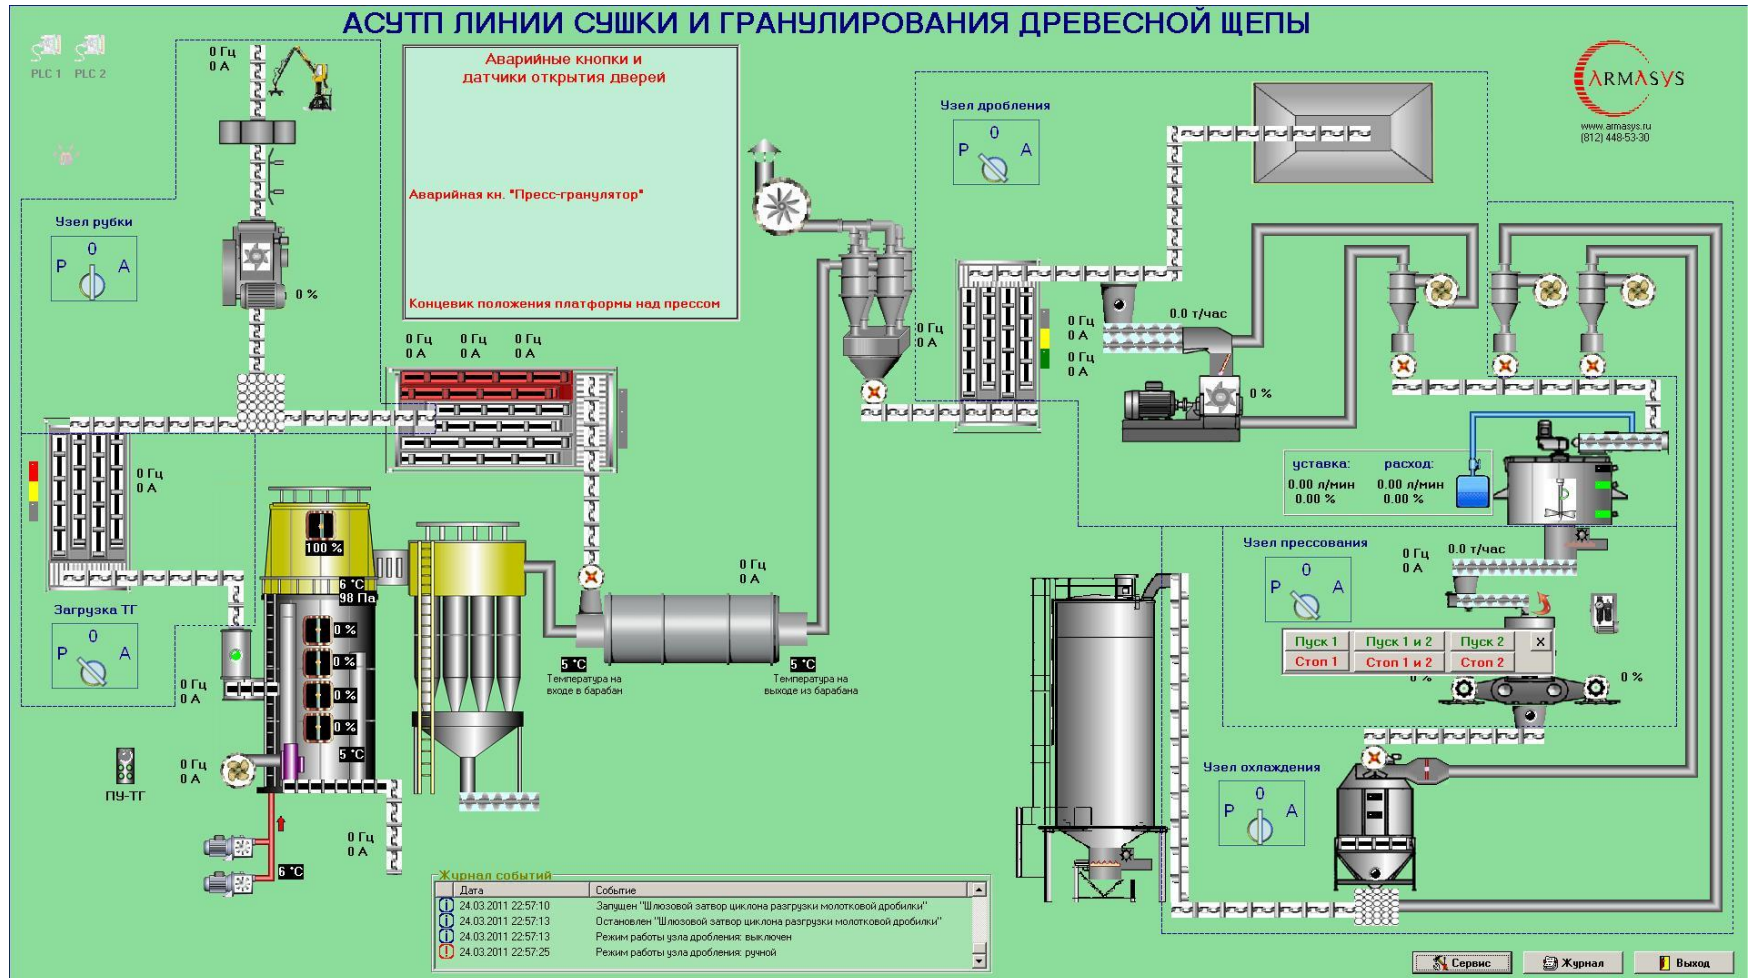 АСУТП ЛИНИИ СУШКИ И ГРАНУЛИРОВАНИЯ ДРЕВЕСНОЙ ЩЕПЫ
PLC 1 PLC 2
0 Гц
0 А
Аварийные кнопки и
датчики открытия дверей
Аварийная кн. "Пресс-гранулятор"
Концевик положения платформы над прессом
ARMASYS
www.armasys.ru
(812) 448-53-30
Узел дробления
0
Р А
Узел рубки
0
Р А
0 %
0 Гц 0 Гц 0 Гц
0 А 0 А 0 А
0 Гц
0 А
0 Гц
0 А
0 Гц
0 А
0.0 т/час
0 %
0 Гц
0 А
уставка: расход:
0.00 л/мин 0.00 л/мин
0.00 % 0.00 %
100 %
6 °C
98 Па
0 %
0 %
0 %
0 %
5 °C
Загрузка ТГ
0
Р А
0 Гц
0 А
0 Гц
0 А
ПУ-ТГ
0 Гц
0 А
6 °C
0 Гц
0 А
5 °C
Температура на
входе в барабан
5 °C
Температура на
выходе из барабана
Узел прессования
0
Р А
0 Гц
0 А
0.0 т/час
Пуск 1 Пуск 1 и 2 Пуск 2 X
Стоп 1 Стоп 1 и 2 Стоп 2
0 % 0 %
Узел охлаждения
0
Р А
Журнал событий
Дата Событие
24.03.2011 22:57:10 Запущен "Шлюзовой затвор циклона разгрузки молотковой дробилки"
24.03.2011 22:57:13 Остановлен "Шлюзовой затвор циклона разгрузки молотковой дробилки"
24.03.2011 22:57:13 Режим работы узла дробления: выключен
24.03.2011 22:57:25 Режим работы узла дробления: ручной
Сервис Журнал Выход